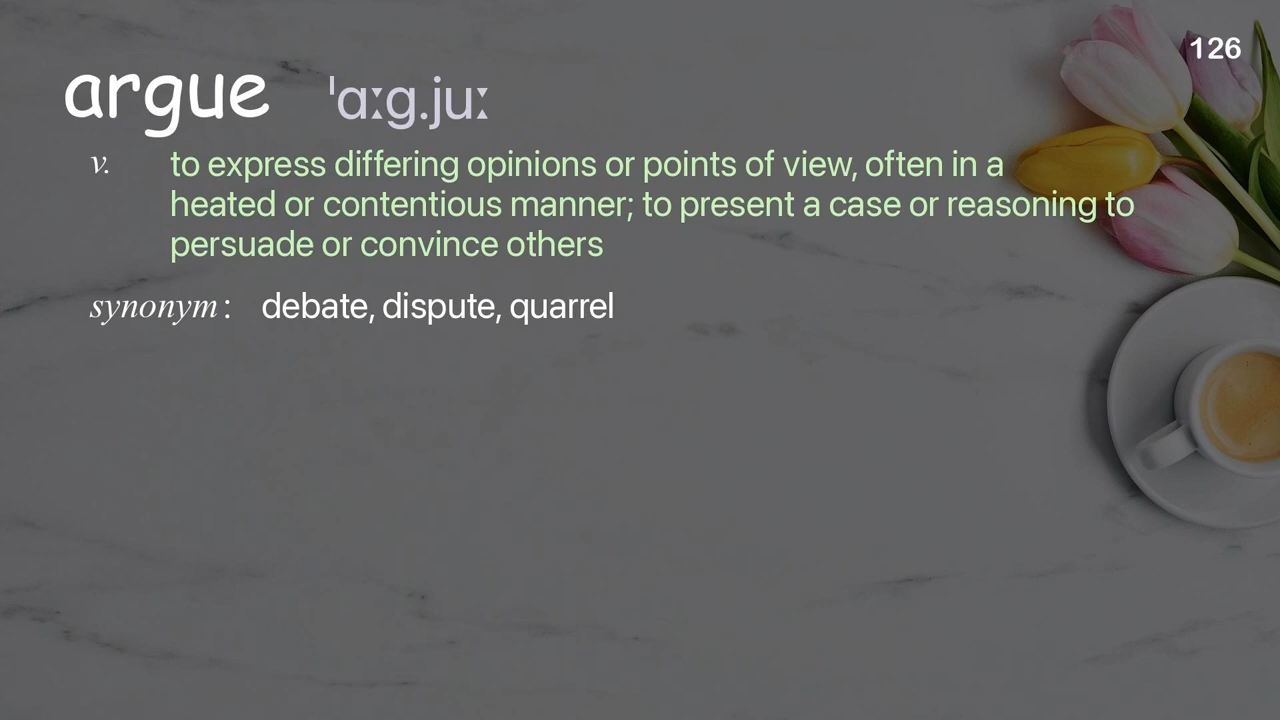 126
argue ˈɑːɡ.juː
v. to express differing opinions or points of view, often in a
heated or contentious manner; to present a case or reasoning to
persuade or convince others
synonym : debate, dispute, quarrel